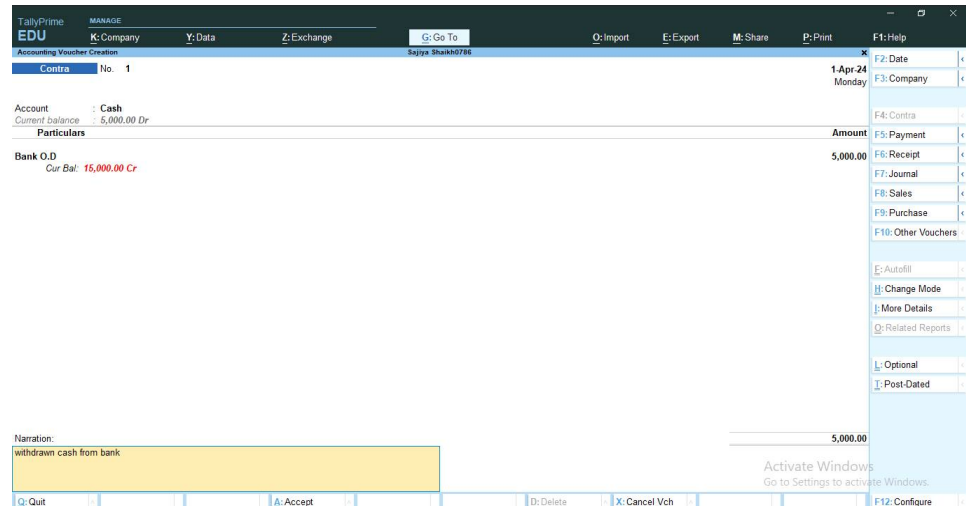 TallyPrime MANAGE
EDU K: Company Y: Data Z: Exchange G: Go To O: Import E: Export M: Share P: Print F1: Help
Accounting Voucher Creation Sajiya Shaikh0786 x
Contra No. 1 1-Apr-24
Monday
Account : Cash
Current balance : 5,000.00 Dr
Particulars Amount
Bank O.D 5,000.00
Cur Bal: 15,000.00 Cr
F2: Date
F3: Company
F4: Contra
F5: Payment
F6: Receipt
F7: Journal
F8: Sales
F9: Purchase
F10: Other Vouchers
E: Autofill
H: Change Mode
I: More Details
O: Related Reports
L: Optional
T: Post-Dated
Narration: 5,000.00
withdrawn cash from bank
Activate Windows
Go to Settings to activate Windows.
Q: Quit A: Accept D: Delete X: Cancel Vch F12: Configure